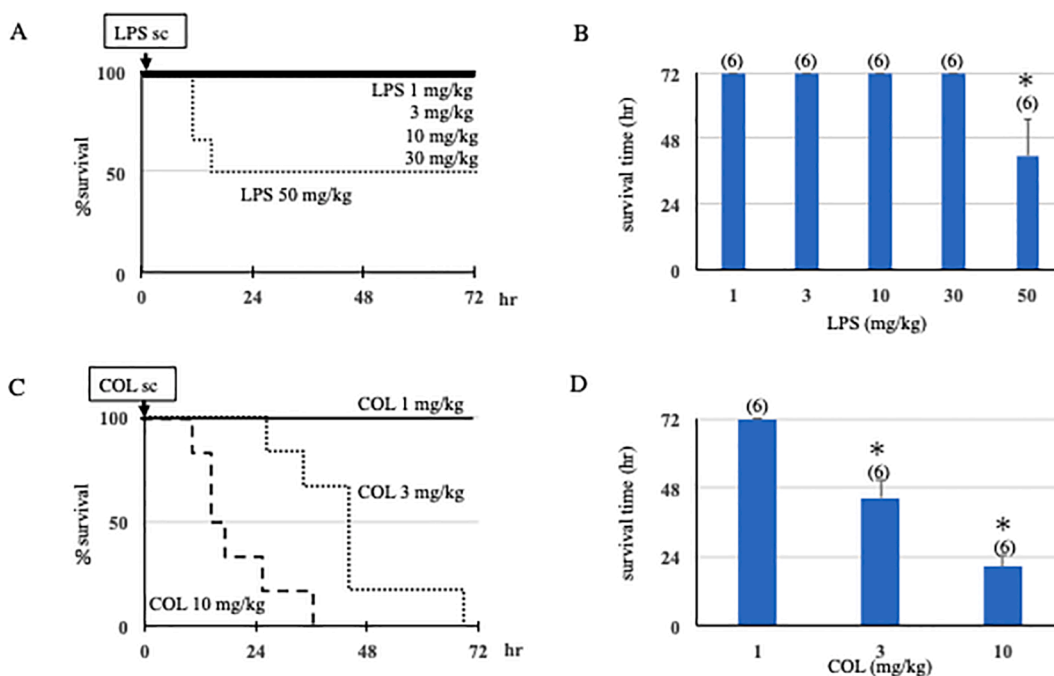 A
LPS sc
100
50
0
% survival
LPS 1 mg/kg
3 mg/kg
10 mg/kg
30 mg/kg
LPS 50 mg/kg
0 24 48 72 hr
B
(6) (6) (6) (6) *
(6)
72
48
24
0
survival time (hr)
1 3 10 30 50
LPS (mg/kg)
C
COL sc
100
50
0
% survival
COL 1 mg/kg
COL 3 mg/kg
COL 10 mg/kg
0 24 48 72 hr
D
(6)
*
(6)
*
(6)
72
48
24
0
survival time (hr)
1 3 10
COL (mg/kg)